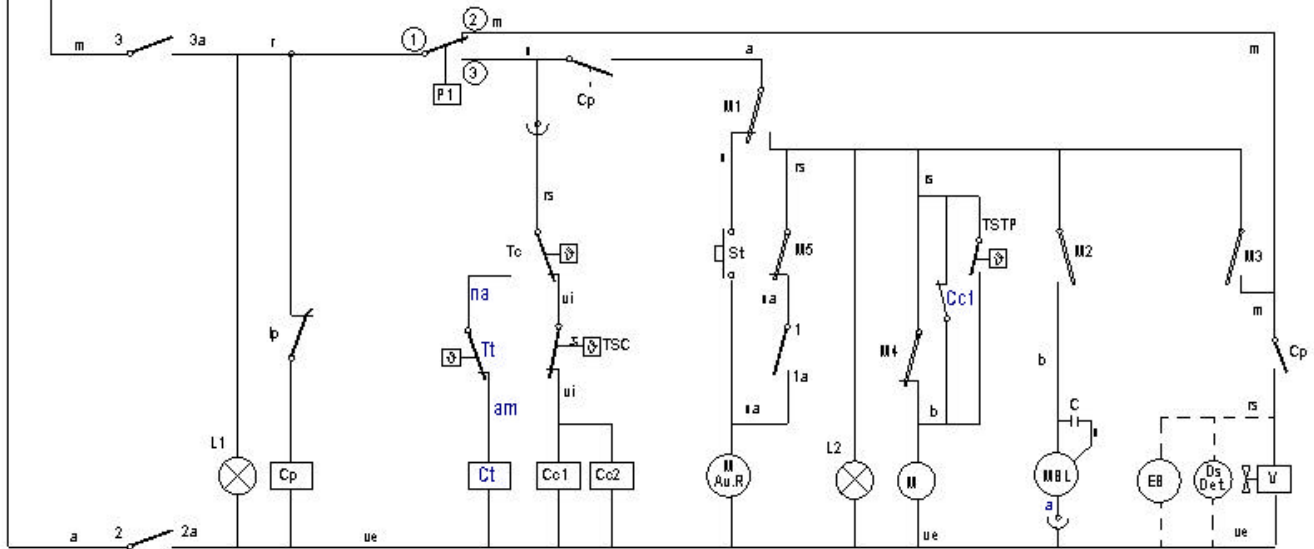 2
m
1
3
3a
r
m
m
3
a
P1
Cp
M1
rs
rs
rs
TSTP
Tc
ϑ
St
M5
ϑ
M2
M3
na
ui
Cc1
m
Ip
Tt
ϑ
ϑ
TSC
1
M4
Cp
am
ui
1a
b
b
C
rs
L1
L2
Cp
Ct
Cc1
Cc2
M
Au.R
M
MBL
EB
Ds
Det.
V
a
a
2
2a
ue
ue
ue